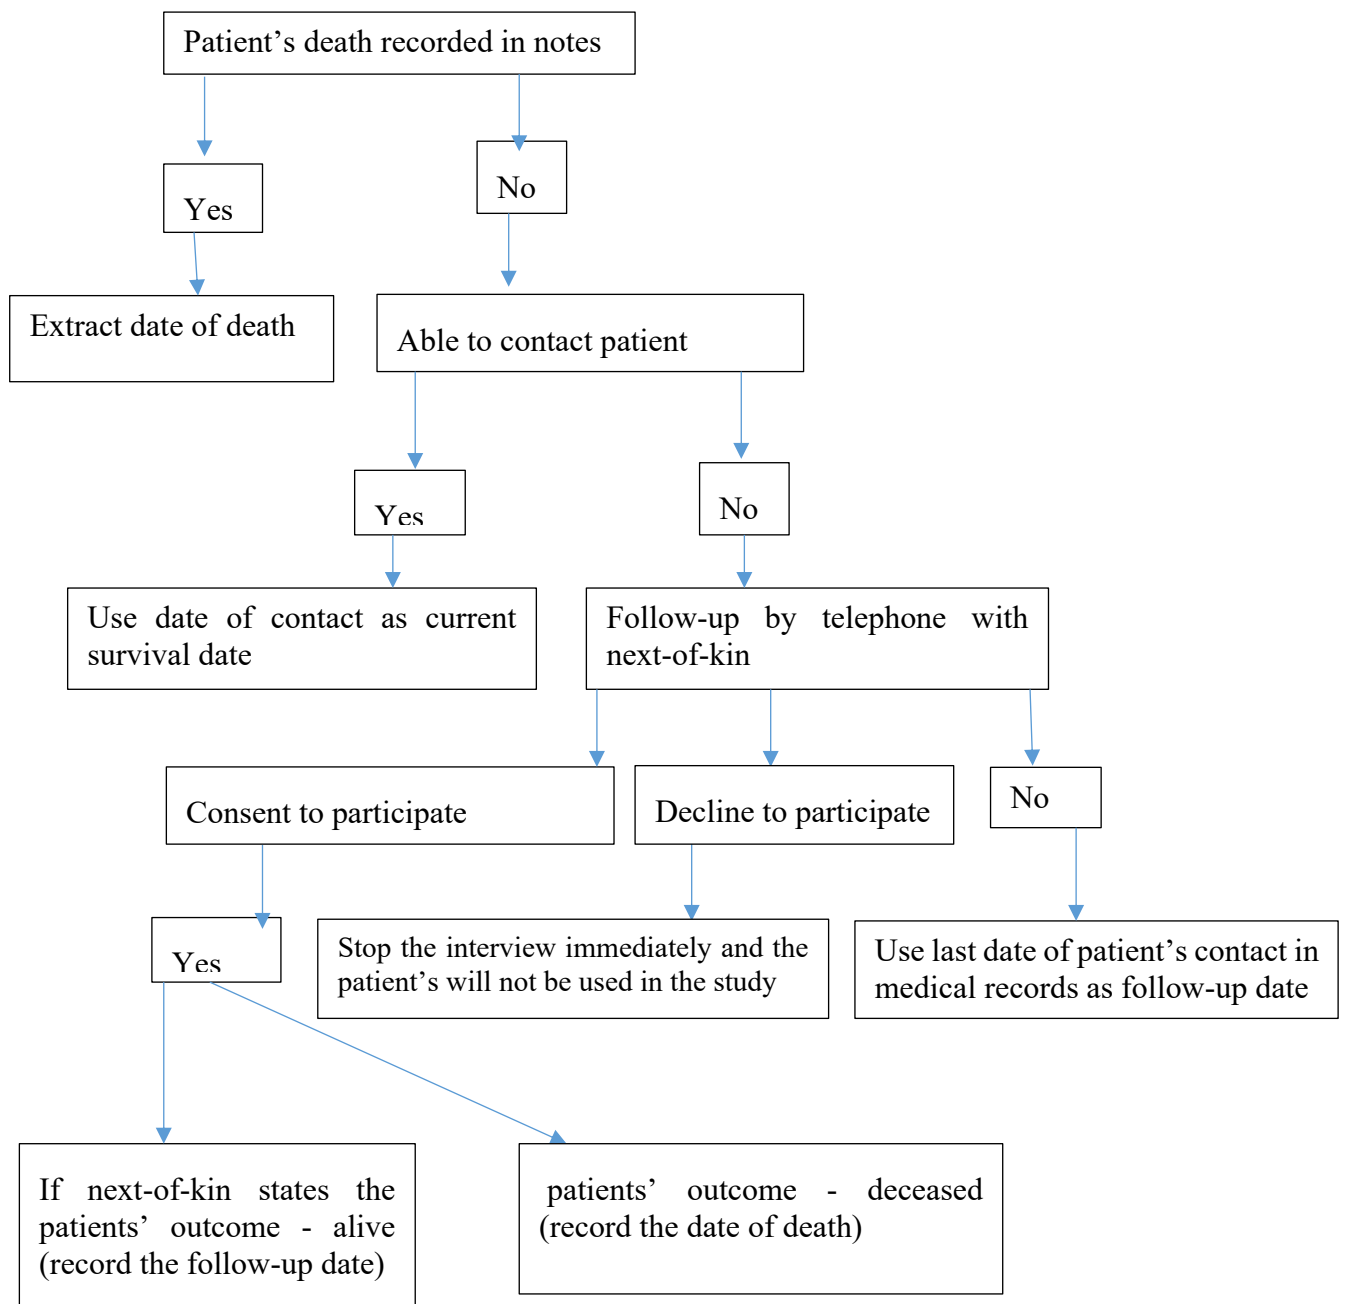 Patient’s death recorded in notes
Yes
No
Extract date of death
Able to contact patient
Yes
No
Use date of contact as current
survival date
Follow-up by telephone with
next-of-kin
Consent to participate
Decline to participate
No
Yes
Stop the interview immediately and the
patient’s will not be used in the study
Use last date of patient’s contact in
medical records as follow-up date
If next-of-kin states the
patients’ outcome - alive
(record the follow-up date)
patients’ outcome - deceased
(record the date of death)